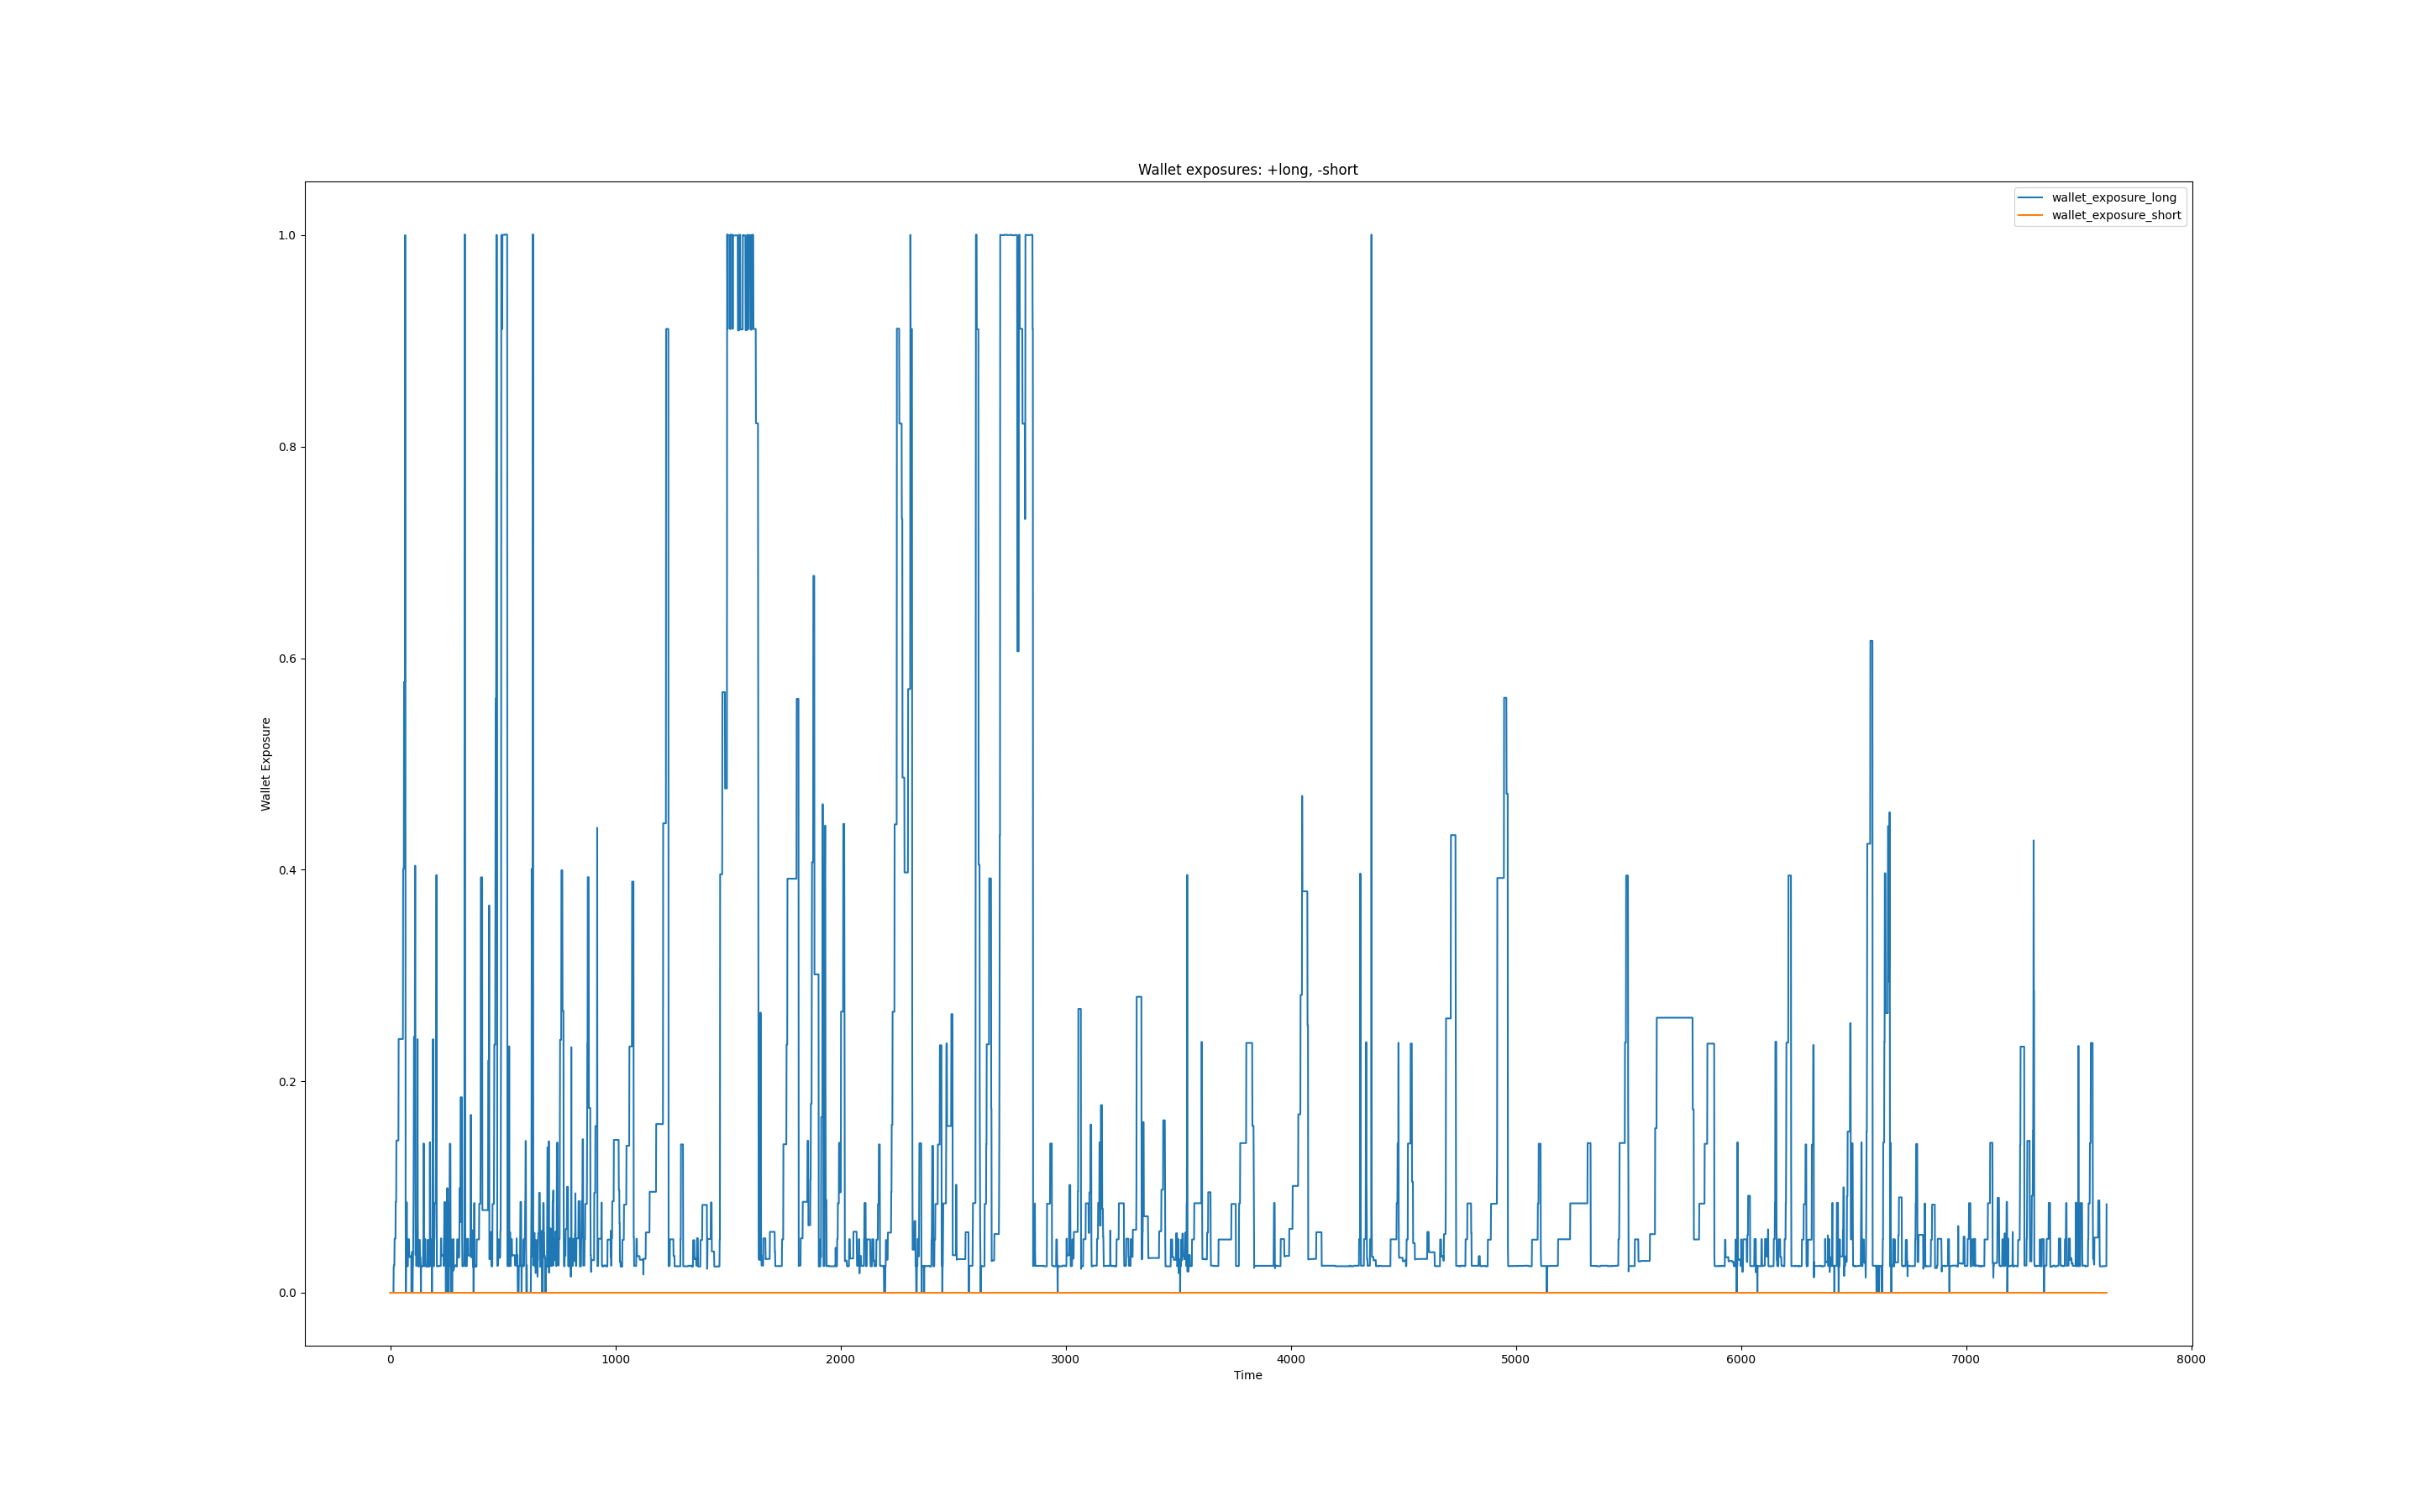 Wallet exposures: +long, -short
wallet_exposure_long
wallet_exposure_short
1.0
0.8
0.6
0.4
0.2
0.0
Wallet Exposure
0 1000 2000 3000 4000 5000 6000 7000 8000
Time